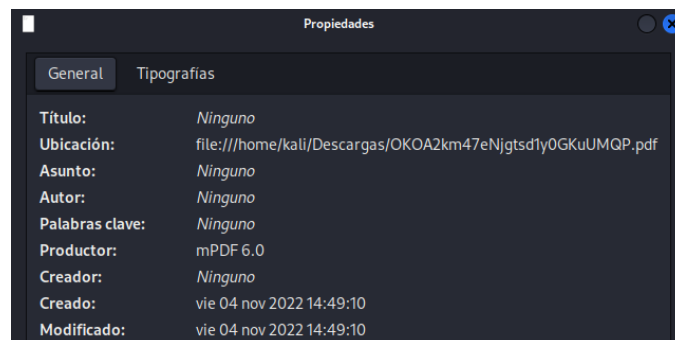 Propiedades
General Tipografías
Título: Ninguno
Ubicación: file:///home/kali/Descargas/OKOA2km47eNjgtsd1y0GKuUMQP.pdf
Asunto: Ninguno
Autor: Ninguno
Palabras clave: Ninguno
Productor: mPDF 6.0
Creador: Ninguno
Creado: vie 04 nov 2022 14:49:10
Modificado: vie 04 nov 2022 14:49:10